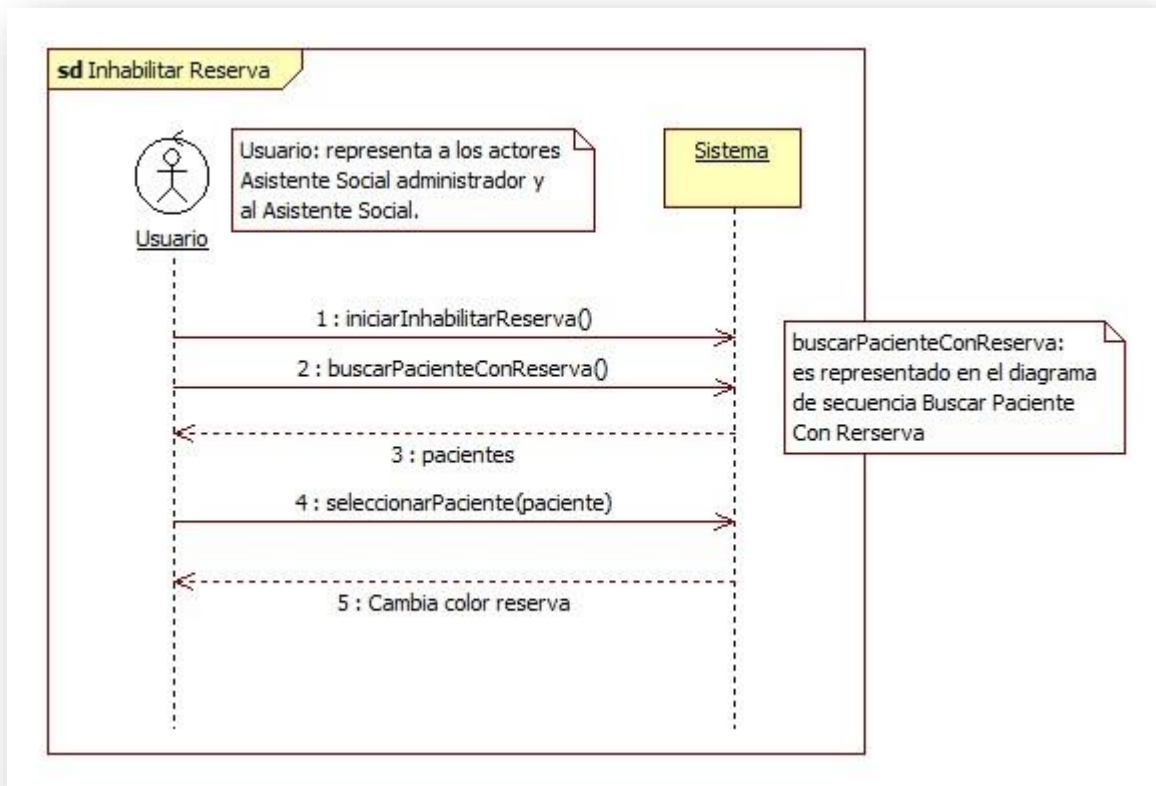 sd Inhabilitar Reserva
Usuario: representa a los actores
Asistente Social administrador y
al Asistente Social.
Sistema
Usuario
1 : iniciarInhabilitarReserva()
2 : buscarPacienteConReserva()
buscarPacienteConReserva:
es representado en el diagrama
de secuencia Buscar Paciente
Con Rerserva
3 : pacientes
4 : seleccionarPaciente(paciente)
5 : Cambia color reserva